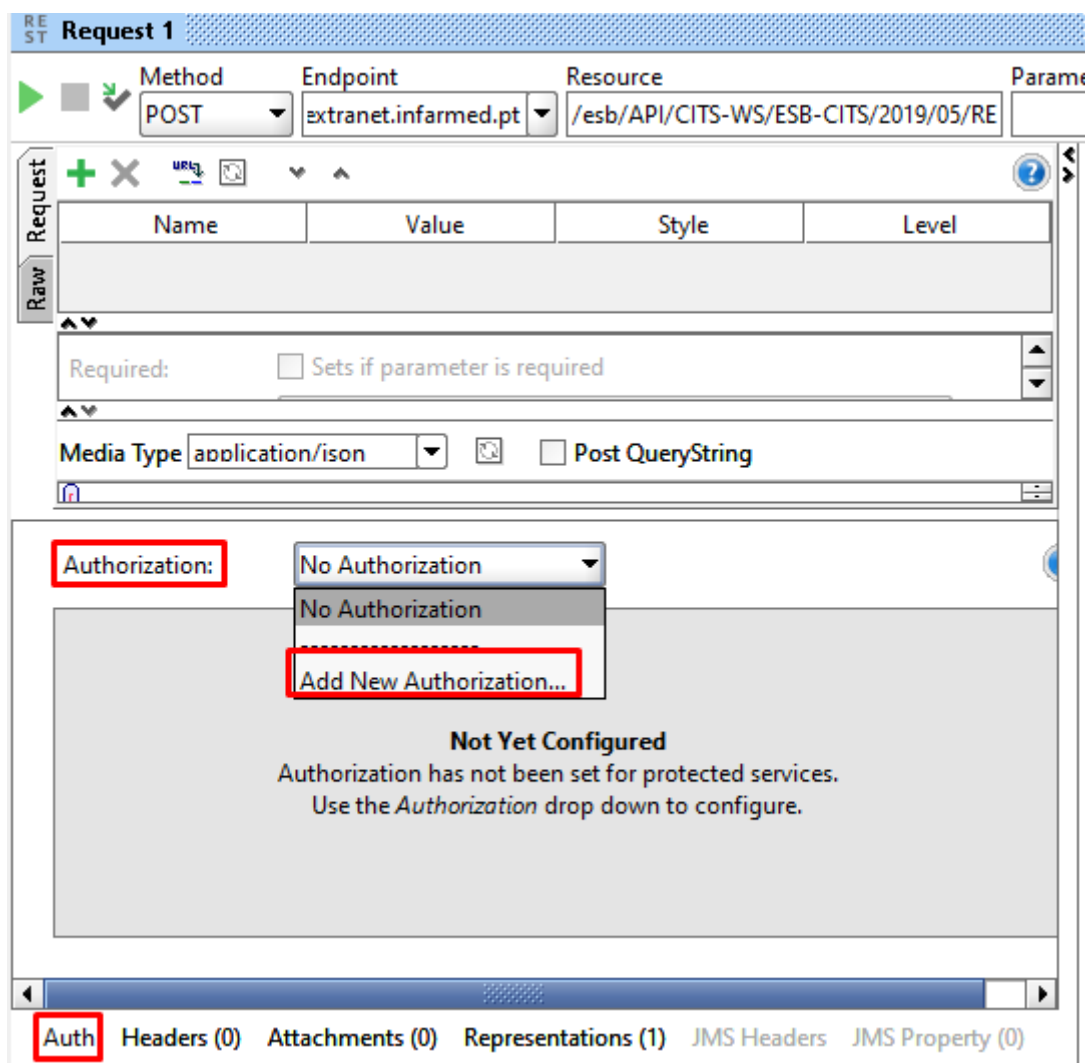 RE
ST Request 1
Method Endpoint Resource Parame
POST extranet.infarmed.pt /esb/API/CITS-WS/ESB-CITS/2019/05/RE
Request
Raw
URL
Name Value Style Level
Required: Sets if parameter is required
Media Type application/json Post QueryString
Authorization: No Authorization
No Authorization
-------------------
Add New Authorization...
Not Yet Configured
Authorization has not been set for protected services.
Use the Authorization drop down to configure.
Auth Headers (0) Attachments (0) Representations (1) JMS Headers JMS Property (0)